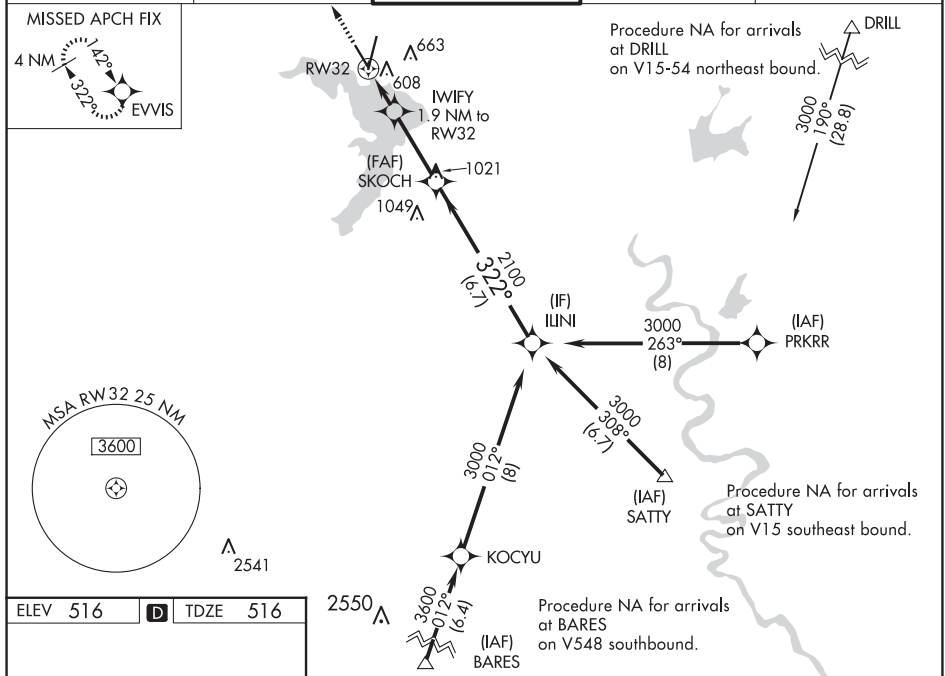 MISSED APCH FIX
4 NM
142°
322°
EVVIS
RW32
663
608
IWIFY
1.9 NM to
RW32
(FAF)
SKOCH
1021
1049
Procedure NA for arrivals
at DRILL
on V15-54 northeast bound.
DRILL
3000
190°
(28.8)
2100
322°
(6.7)
(IF)
ILINI
3000
263°
(8)
(IAF)
PRKRR
3000
308°
(6.7)
(IAF)
SATTY
Procedure NA for arrivals
at SATTY
on V15 southeast bound.
3000
012°
(8)
KOCYU
MSA RW32 25 NM
3600
2541
2550
3600
012°
(6.4)
(IAF)
BARES
Procedure NA for arrivals
at BARES
on V548 southbound.
ELEV 516 D TDZE 516